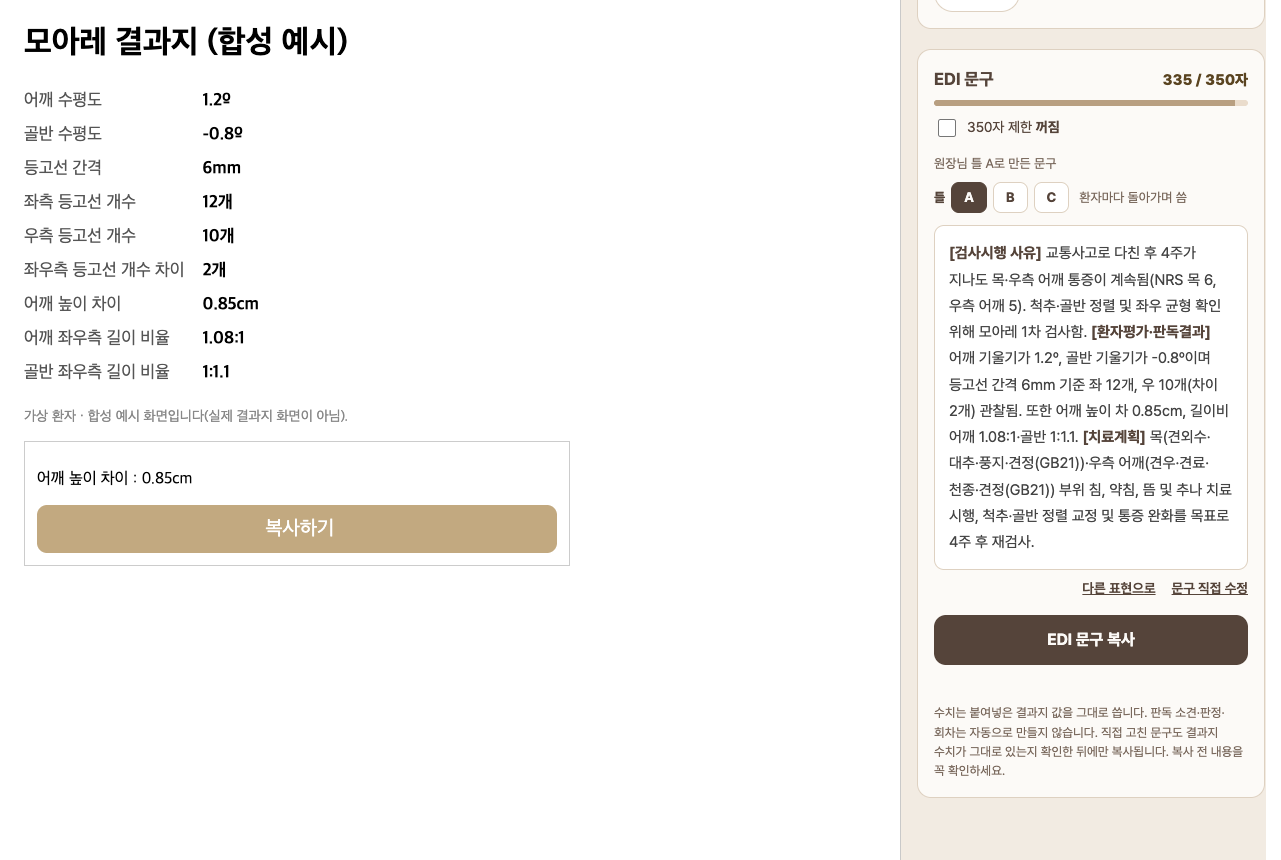 모아레 결과지 (합성 예시)
어깨 수평도 1.2º
골반 수평도 -0.8º
등고선 간격 6mm
좌측 등고선 개수 12개
우측 등고선 개수 10개
좌우측 등고선 개수 차이 2개
어깨 높이 차이 0.85cm
어깨 좌우측 길이 비율 1.08:1
골반 좌우측 길이 비율 1:1.1
가상 환자 · 합성 예시 화면입니다(실제 결과지 화면이 아님).
어깨 높이 차이 : 0.85cm
복사하기
EDI 문구 335 / 350자
350자 제한 꺼짐
원장님 틀 A로 만든 문구
틀 A B C 환자마다 돌아가며 씀
[검사시행 사유] 교통사고로 다친 후 4주가
지나도 목·우측 어깨 통증이 계속됨(NRS 목 6,
우측 어깨 5). 척추·골반 정렬 및 좌우 균형 확인
위해 모아레 1차 검사함. [환자평가·판독결과]
어깨 기울기가 1.2º, 골반 기울기가 -0.8º이며
등고선 간격 6mm 기준 좌 12개, 우 10개(차이
2개) 관찰됨. 또한 어깨 높이 차 0.85cm, 길이비
어깨 1.08:1·골반 1:1.1. [치료계획] 목(견외수·
대추·풍지·견정(GB21))·우측 어깨(견우·견료·
천종·견정(GB21)) 부위 침, 약침, 뜸 및 추나 치료
시행, 척추·골반 정렬 교정 및 통증 완화를 목표로
4주 후 재검사.
다른 표현으로 문구 직접 수정
EDI 문구 복사
수치는 붙여넣은 결과지 값을 그대로 씁니다. 판독 소견·판정·
회차는 자동으로 만들지 않습니다. 직접 고친 문구도 결과지
수치가 그대로 있는지 확인한 뒤에만 복사됩니다. 복사 전 내용을
꼭 확인하세요.